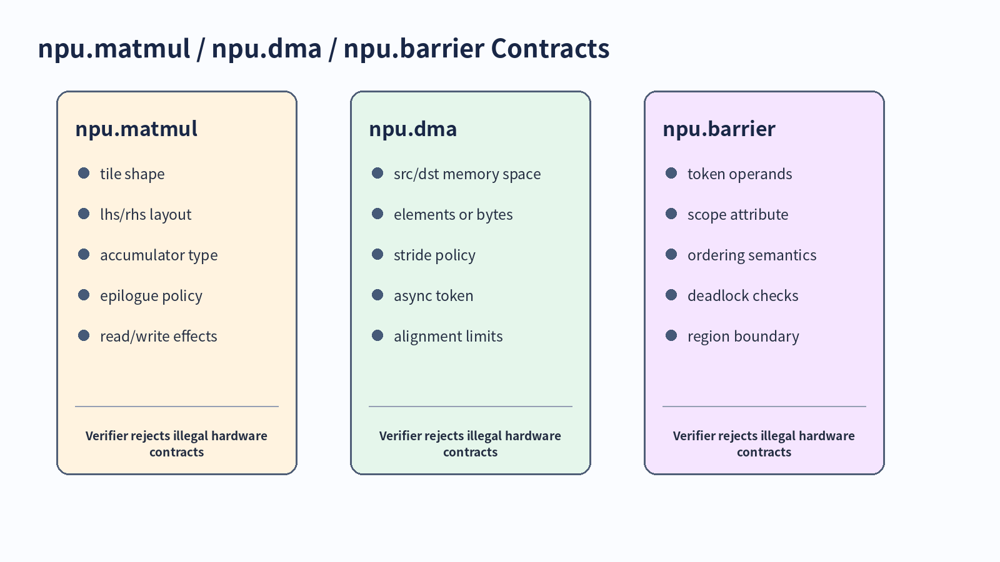 npu.matmul / npu.dma / npu.barrier Contracts
npu.matmul
tile shape
lhs/rhs layout
accumulator type
epilogue policy
read/write effects
Verifier rejects illegal hardware
contracts
npu.dma
src/dst memory space
elements or bytes
stride policy
async token
alignment limits
Verifier rejects illegal hardware
contracts
npu.barrier
token operands
scope attribute
ordering semantics
deadlock checks
region boundary
Verifier rejects illegal hardware
contracts